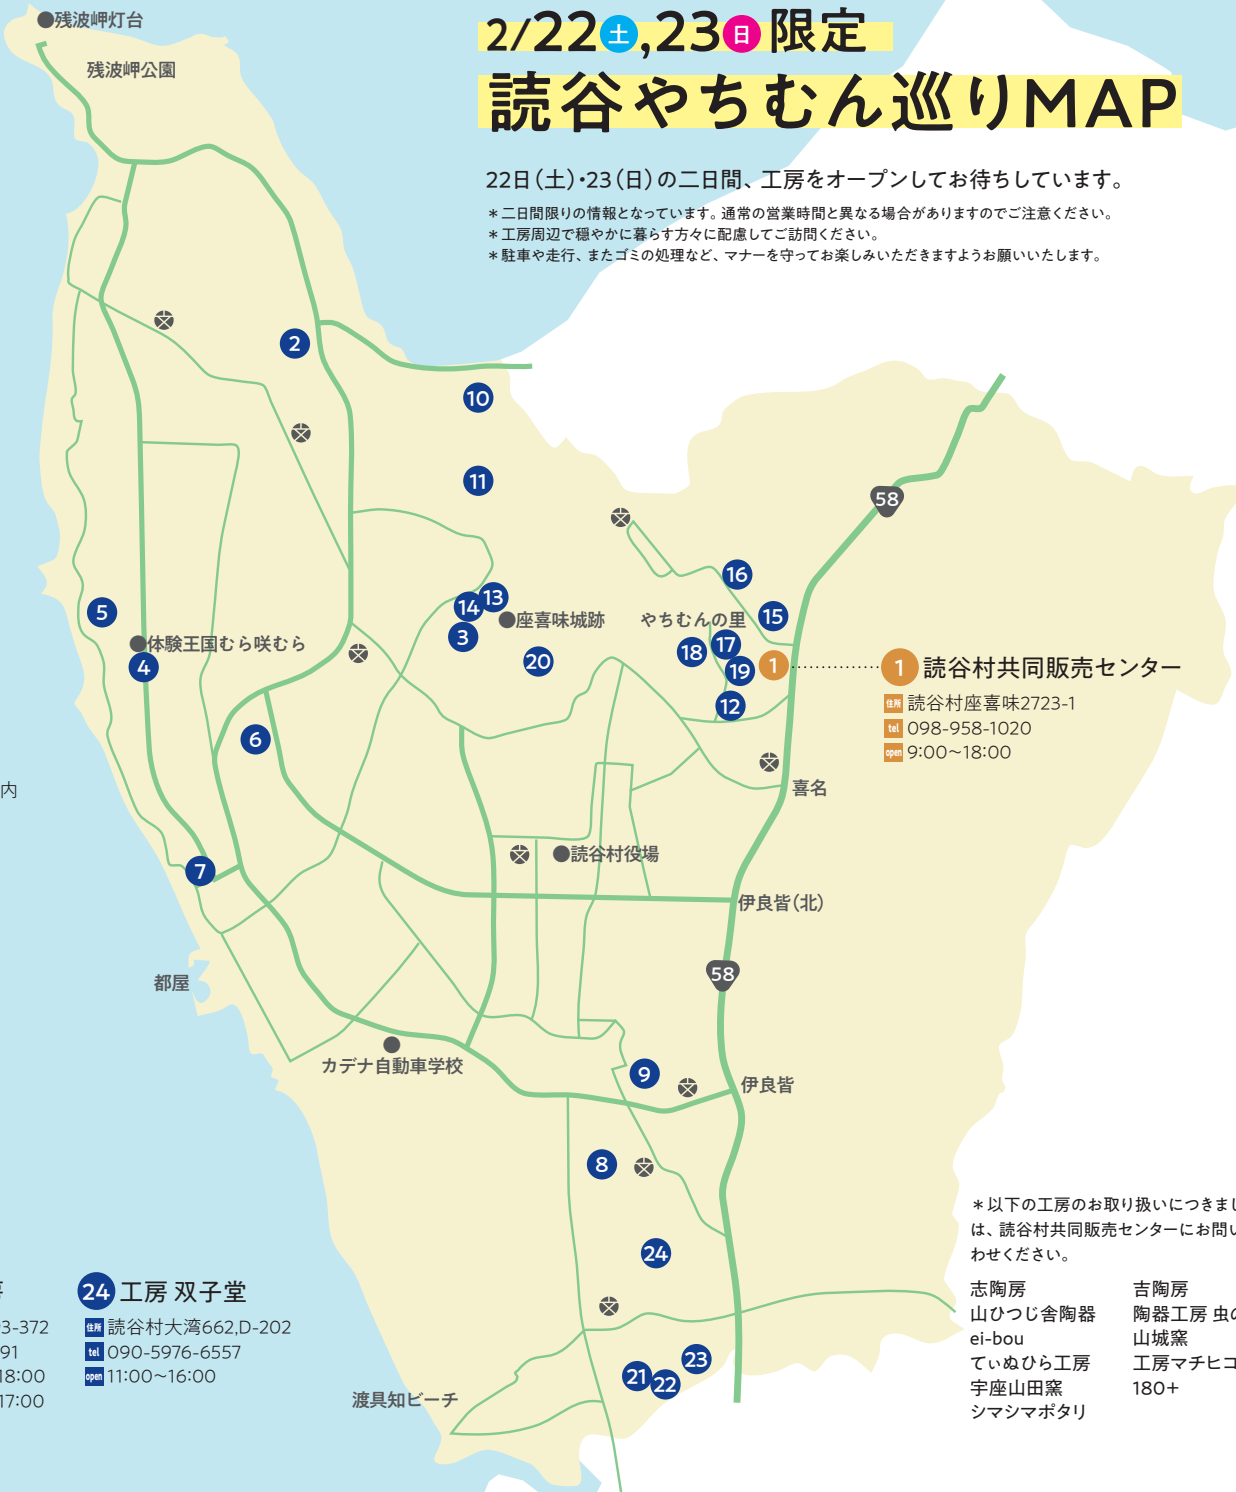 2/22土,23日 限定
読谷やちむん巡りMAP
22日(土)・23(日)の二日間、工房をオープンしてお待ちしています。
＊二日間限りの情報となっています。通常の営業時間と異なる場合がありますのでご注意ください。
＊工房周辺で穏やかに暮らす方々に配慮してご訪問ください。
＊駐車や走行、またゴミの処理など、マナーを守ってお楽しみいただきますようお願いいたします。
●残波岬灯台
残波岬公園
2
10
11
58
16
5
13
14
●座喜味城跡
やちむんの里
15
●体験王国むら咲むら
3
17
18
4
20
19
1
1 読谷村共同販売センター
住所 読谷村座喜味2723-1
tel 098-958-1020
open 9:00~18:00
12
6
喜名
内
7
●読谷村役場
伊良皆(北)
58
都屋
カデナ自動車学校
9
伊良皆
8
24
23
21
22
渡具知ビーチ
3-372
91
18:00
17:00
24 工房 双子堂
住所 読谷村大湾662,D-202
tel 090-5976-6557
open 11:00~16:00
＊以下の工房のお取り扱いにつきまし
は、読谷村共同販売センターにお問い
わせください。
志陶房
山ひつじ舎陶器
ei-bou
てぃぬひら工房
宇座山田窯
シマシマポタリ
吉陶房
陶器工房 虫の
山城窯
工房マチヒコ
180+